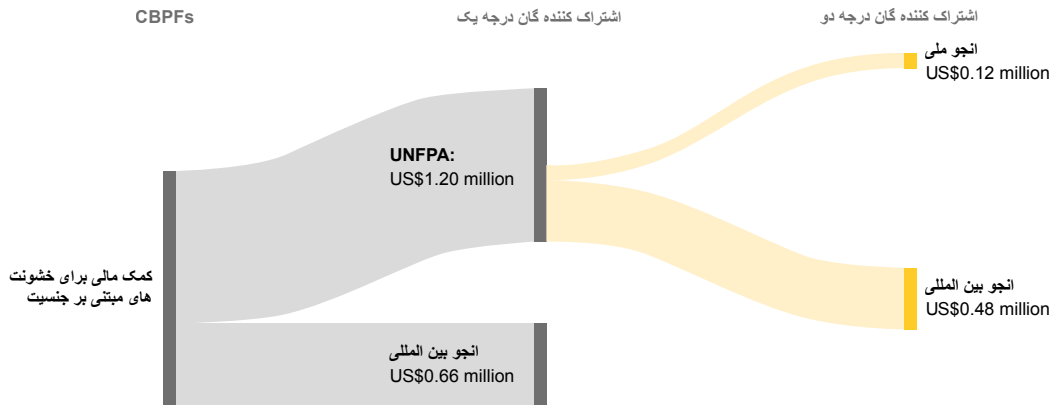 CBPFs
اشتراک کننده گان درجه یک
اشتراک کننده گان درجه دو
انجو ملی
US$0.12 million
UNFPA:
US$1.20 million
کمک مالی برای خشونت
های مبتنی بر جنسیت
انجو بین المللی
US$0.48 million
انجو بین المللی
US$0.66 million